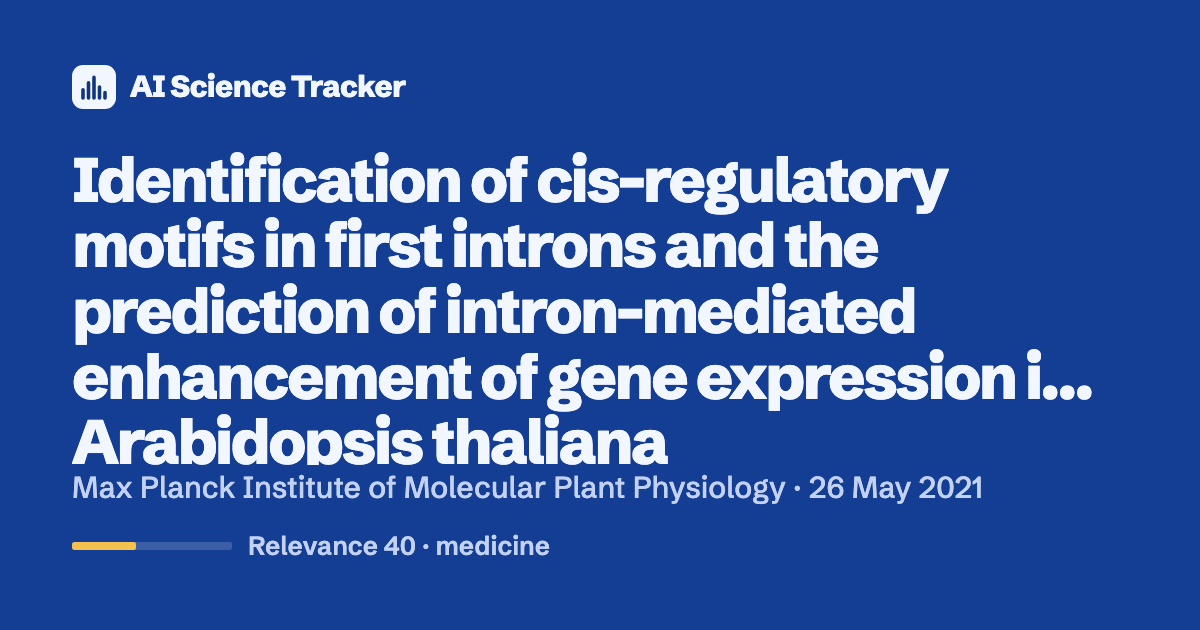 AI Science Tracker
Identification of cis-regulatory
motifs in first introns and the
prediction of intron-mediated
enhancement of gene expression i...
Arabidopsis thaliana
Max Planck Institute of Molecular Plant Physiology · 26 May 2021
Relevance 40 · medicine